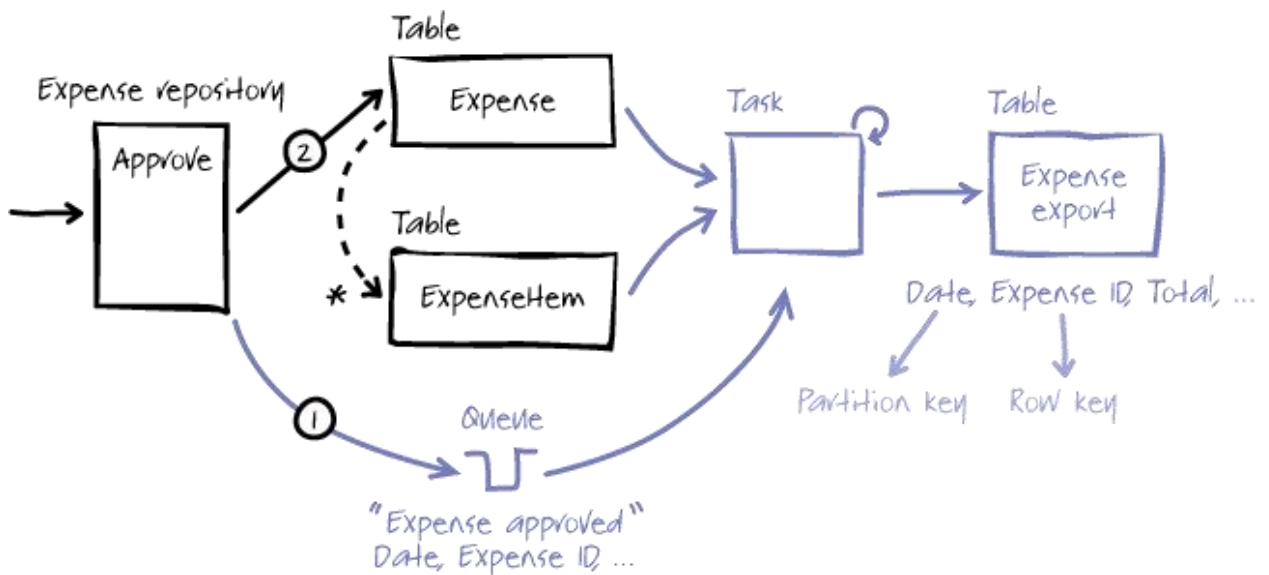 Table
Expense repository
Expense
Approve
2
Task
Table
Expense
export
Table
*
ExpenseItem
Date, Expense ID, Total, ...
Partition key
Row key
1
Queue
"Expense approved"
Date, Expense ID, ...